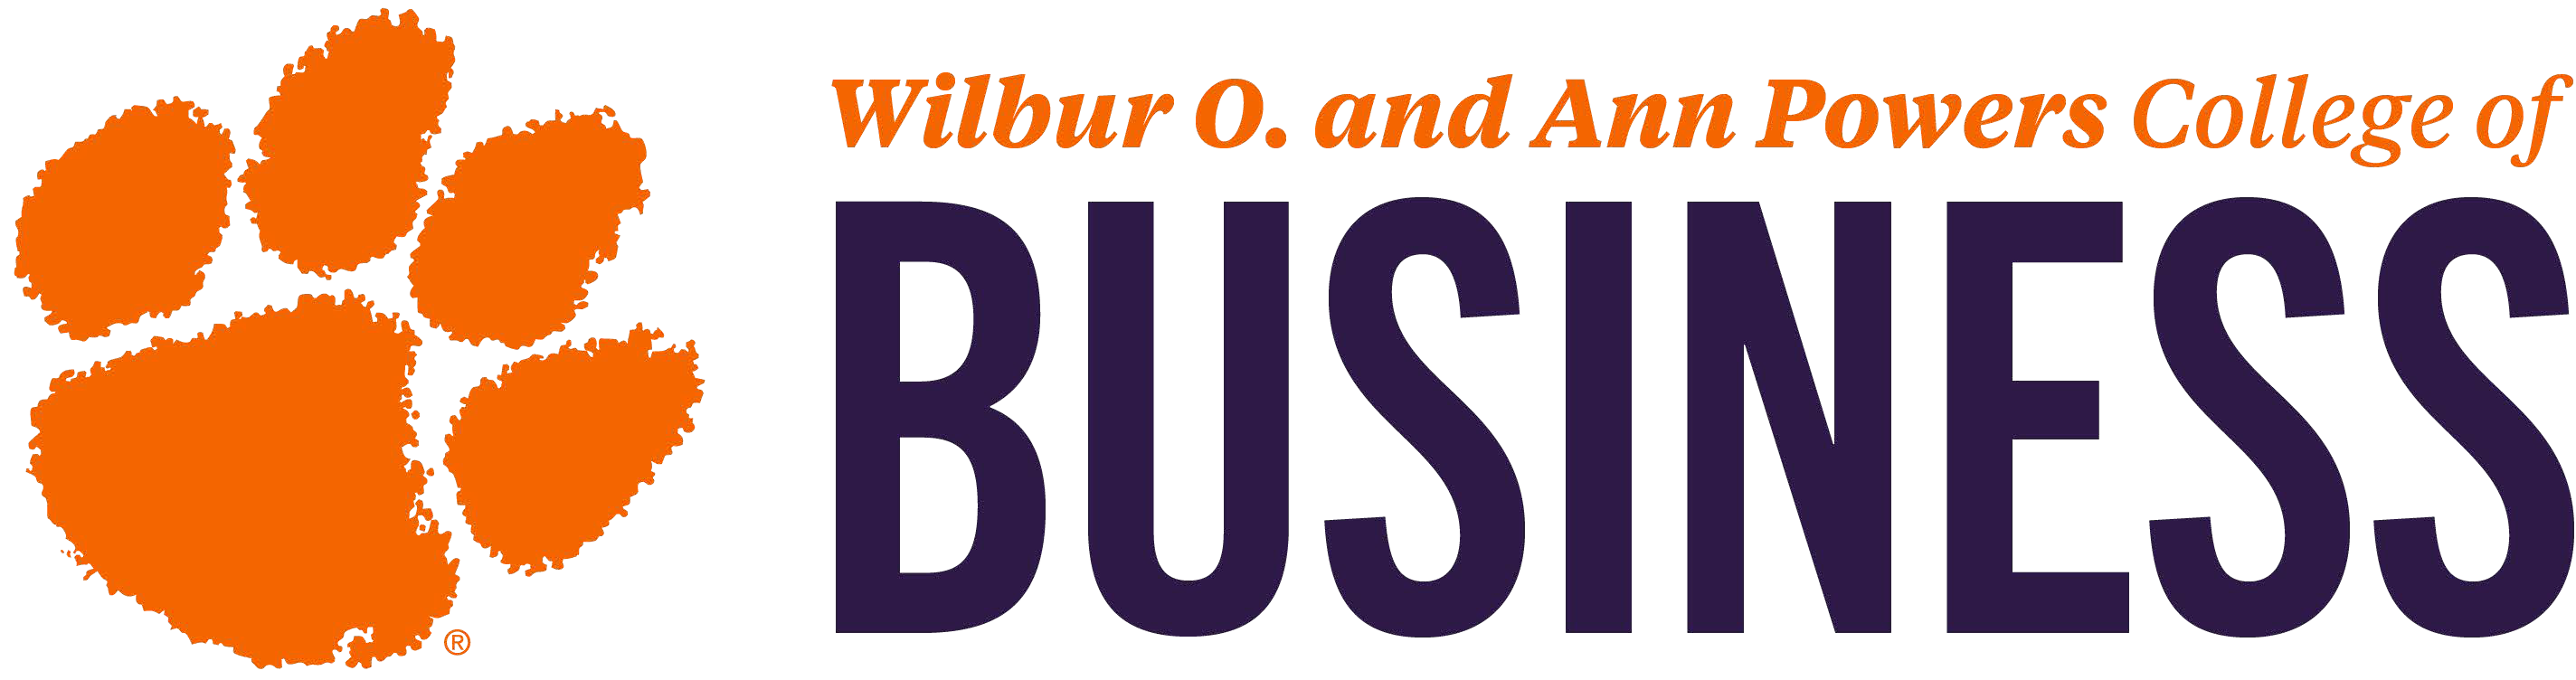 Wilbur O. and Ann Powers College of
BUSINESS
®